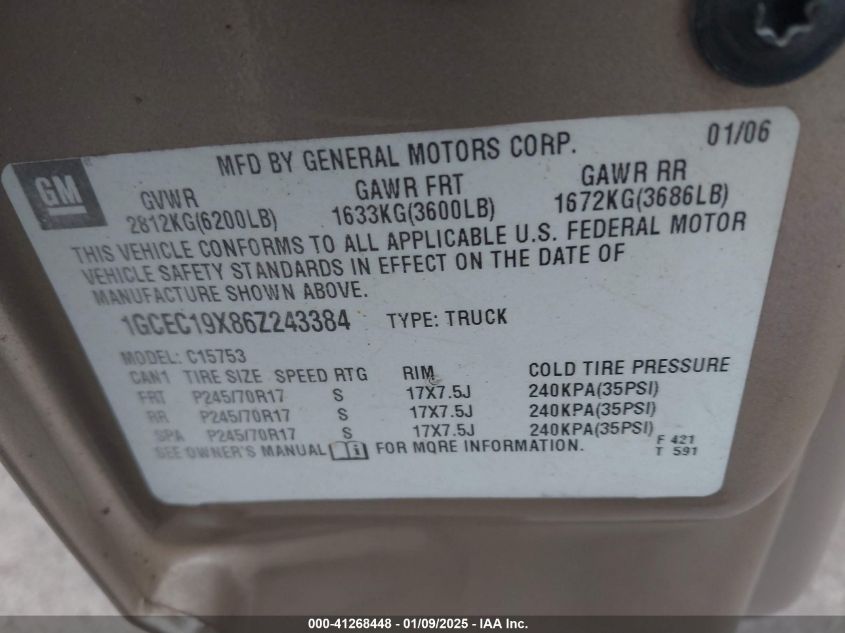 MFD BY GENERAL MOTORS CORP. 01/06
GM
GVWR GAWR FRT GAWR RR
2812KG(6200LB) 1633KG(3600LB) 1672KG(3686LB)
THIS VEHICLE CONFORMS TO ALL APPLICABLE U.S. FEDERAL MOTOR
VEHICLE SAFETY STANDARDS IN EFFECT ON THE DATE OF
MANUFACTURE SHOWN ABOVE.
1GCEC19X86Z243384 TYPE: TRUCK
MODEL: C15753
CAN1 TIRE SIZE SPEED RTG RIM COLD TIRE PRESSURE
FRT P245/70R17 S 17X7.5J 240KPA(35PSI)
RR P245/70R17 S 17X7.5J 240KPA(35PSI)
SPA P245/70R17 S 17X7.5J 240KPA(35PSI)
SEE OWNER'S MANUAL FOR MORE INFORMATION. F 421
T 591
000-41268448 - 01/09/2025 - IAA Inc.